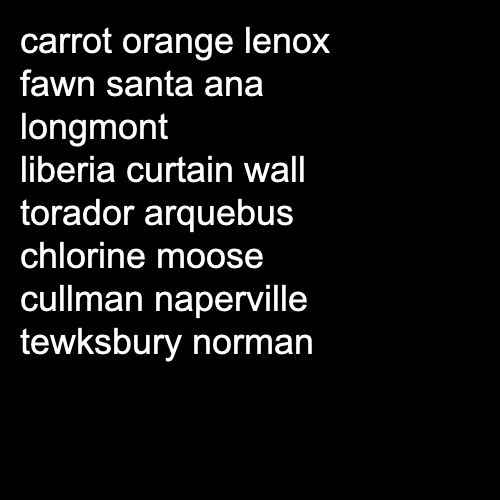 carrot orange lenox
fawn santa ana
longmont
liberia curtain wall
torador arquebus
chlorine moose
cullman naperville
tewksbury norman